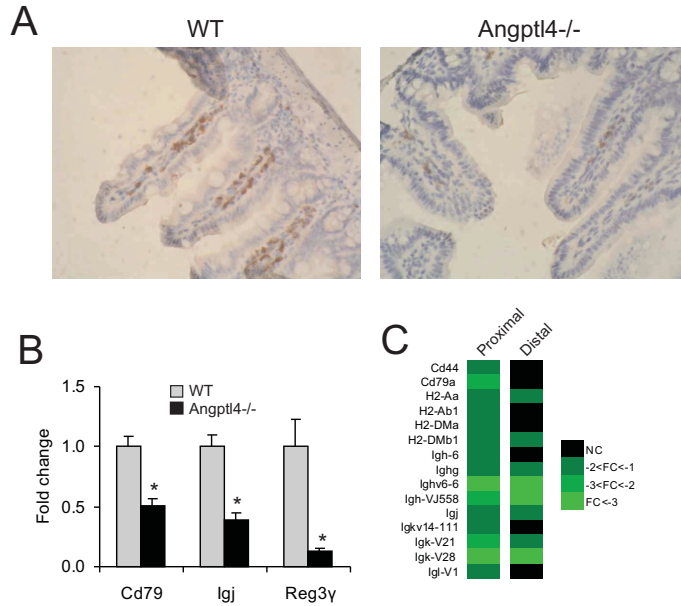 A
WT
Angptl4-/-
B
Fold change
1.5
1.0
0.5
0.0
WT
Angptl4-/-
*
*
*
Cd79
Igj
Reg3γ
C
Proximal
Distal
Cd44
Cd79a
H2-Aa
H2-Ab1
H2-DMa
H2-DMb1
Igh-6
Ighg
Ighv6-6
Igh-VJ558
Igj
Igkv14-111
Igk-V21
Igk-V28
Igl-V1
NC
-2<FC<-1
-3<FC<-2
FC<-3